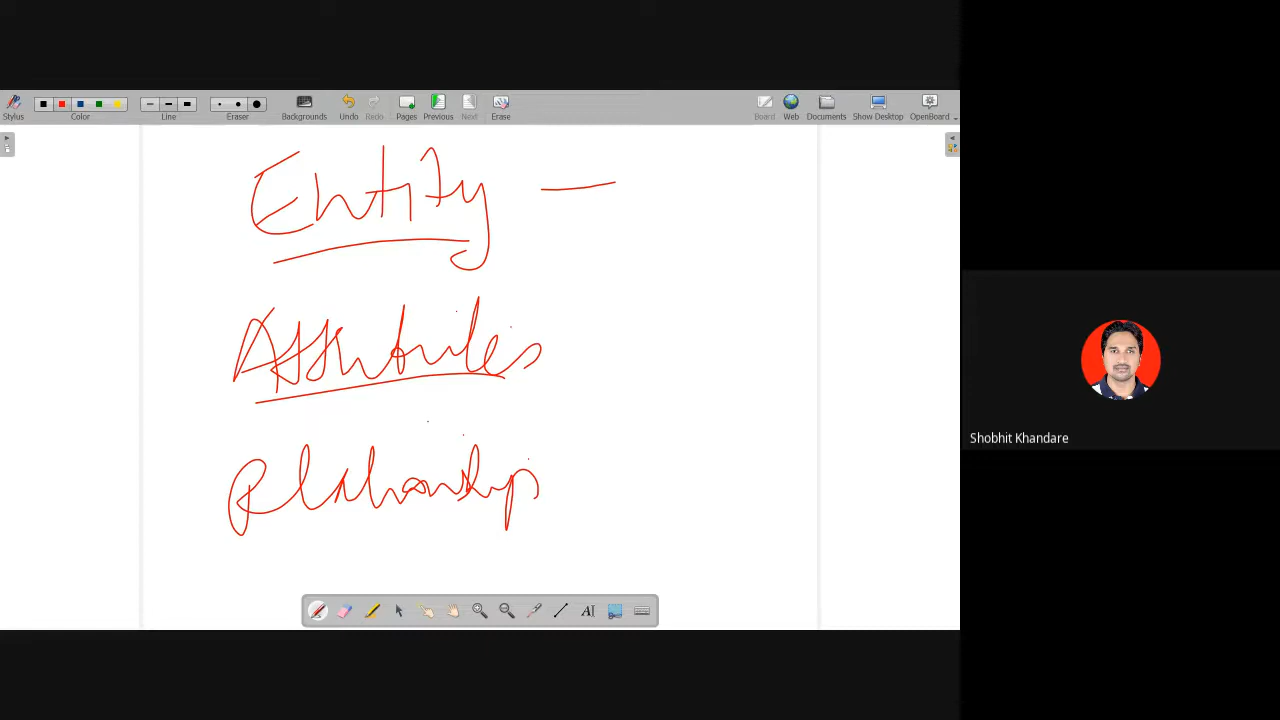 Stylus Color Line Eraser Backgrounds Undo Redo Pages Previous Next Erase Board Web Documents Show Desktop OpenBoard
Entity —
Attributes
Relationship
Shobhit Khandare